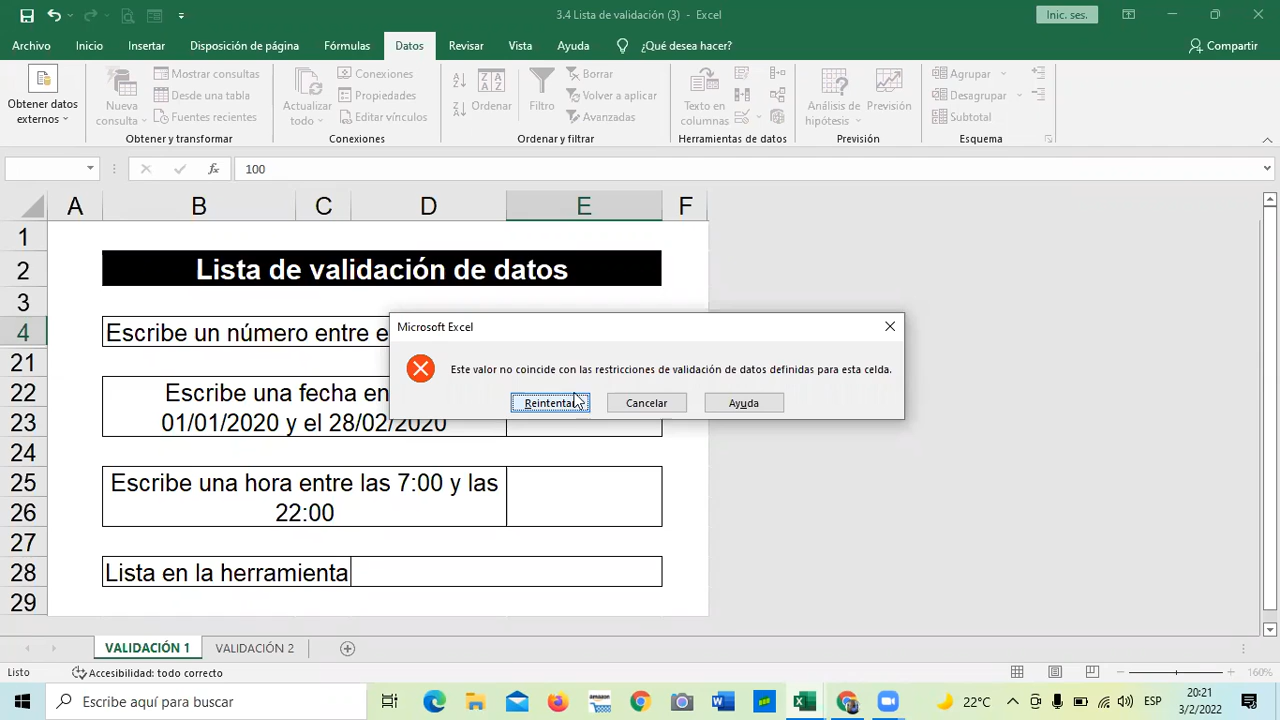 3.4 Lista de validación (3) - Excel
Inic. ses.
Archivo Inicio Insertar Disposición de página Fórmulas Datos Revisar Vista Ayuda ¿Qué desea hacer? Compartir
Obtener datos externos
Nueva consulta
Mostrar consultas
Desde una tabla
Fuentes recientes
Obtener y transformar
Actualizar todo
Conexiones
Propiedades
Editar vínculos
Conexiones
Ordenar
Filtro
Borrar
Volver a aplicar
Avanzadas
Ordenar y filtrar
Texto en columnas
Herramientas de datos
Análisis de hipótesis
Previsión
Previsión
Agrupar
Desagrupar
Subtotal
Esquema
fx 100
A B C D E F
1
2 Lista de validación de datos
3
4 Escribe un número entre e
21
22 Escribe una fecha en
23 01/01/2020 y el 28/02/2020
24
25 Escribe una hora entre las 7:00 y las
26 22:00
27
28 Lista en la herramienta
29
Microsoft Excel
Este valor no coincide con las restricciones de validación de datos definidas para esta celda.
Reintentar Cancelar Ayuda
VALIDACIÓN 1 VALIDACIÓN 2
Listo Accesibilidad: todo correcto 160%
Escribe aquí para buscar
amazon
22°C
ESP
20:21
3/2/2022